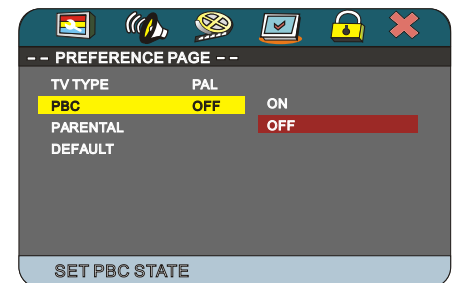 -- PREFERENCE PAGE --
TV TYPE PAL
PBC OFF ON
PARENTAL OFF
DEFAULT
SET PBC STATE